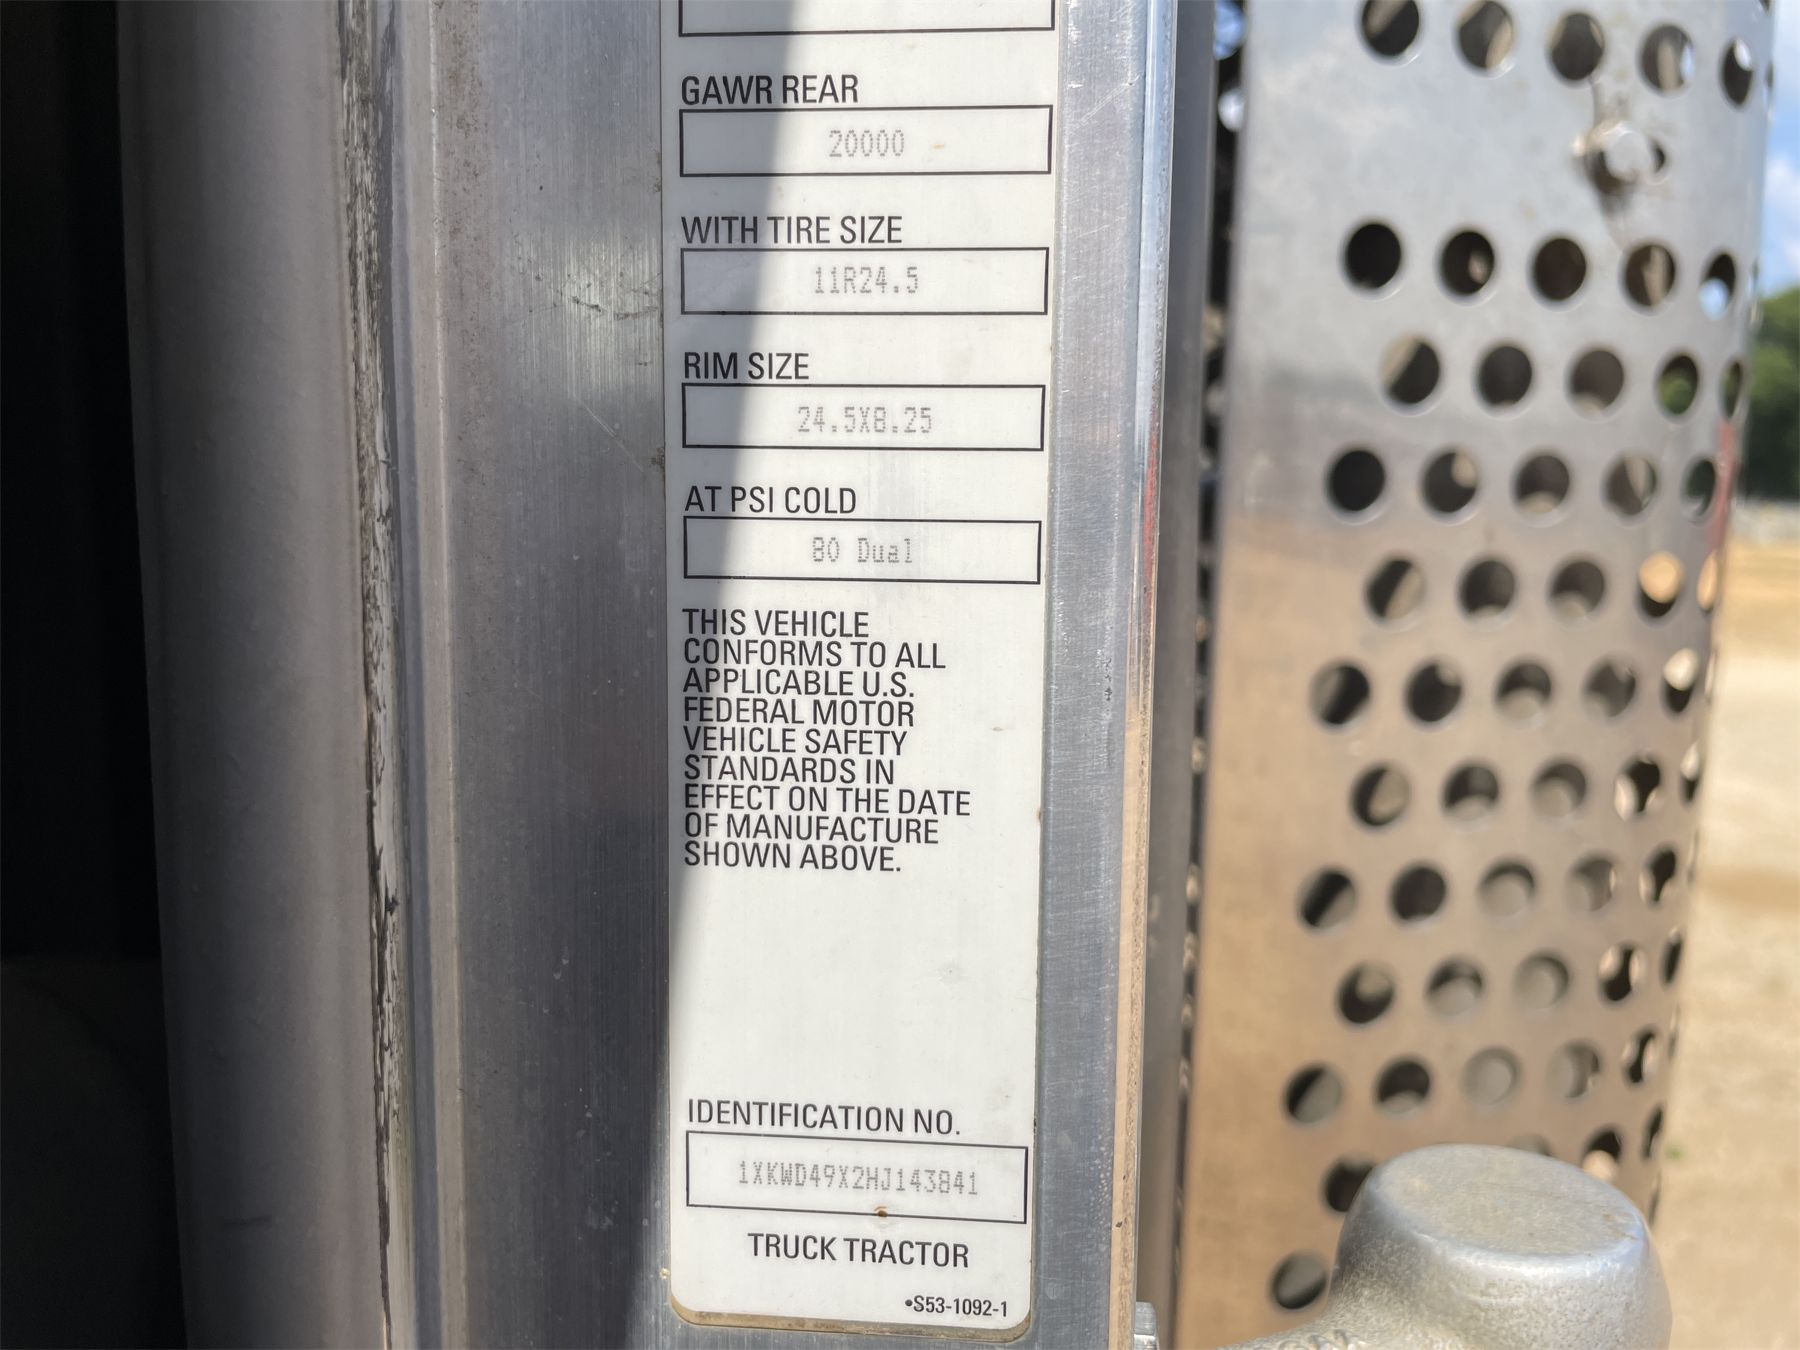 GAWR REAR
20000
WITH TIRE SIZE
11R24.5
RIM SIZE
24.5X8.25
AT PSI COLD
80 Dual
THIS VEHICLE
CONFORMS TO ALL
APPLICABLE U.S.
FEDERAL MOTOR
VEHICLE SAFETY
STANDARDS IN
EFFECT ON THE DATE
OF MANUFACTURE
SHOWN ABOVE.
IDENTIFICATION NO.
1XKWD49X2HJ143841
TRUCK TRACTOR
•S53-1092-1